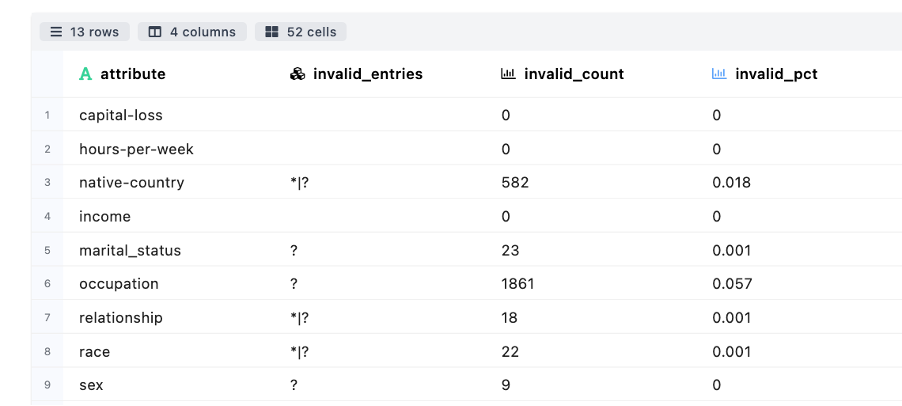 13 rows 4 columns 52 cells
attribute invalid_entries invalid_count invalid_pct
1 capital-loss 0 0
2 hours-per-week 0 0
3 native-country *|? 582 0.018
4 income 0 0
5 marital_status ? 23 0.001
6 occupation ? 1861 0.057
7 relationship *|? 18 0.001
8 race *|? 22 0.001
9 sex ? 9 0